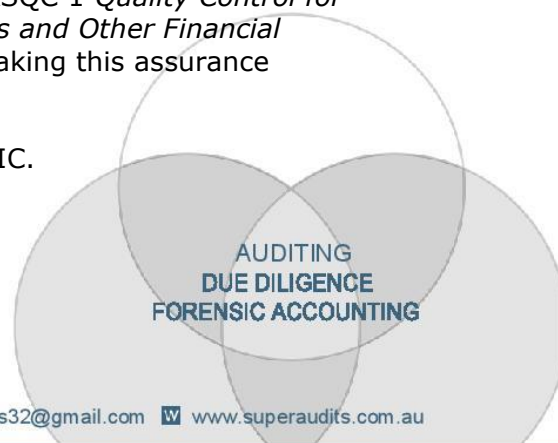 SQC 1 Quality Control for
s and Other Financial
aking this assurance
IC.
AUDITING
DUE DILIGENCE
FORENSIC ACCOUNTING
s32@gmail.com W www.superaudits.com.au